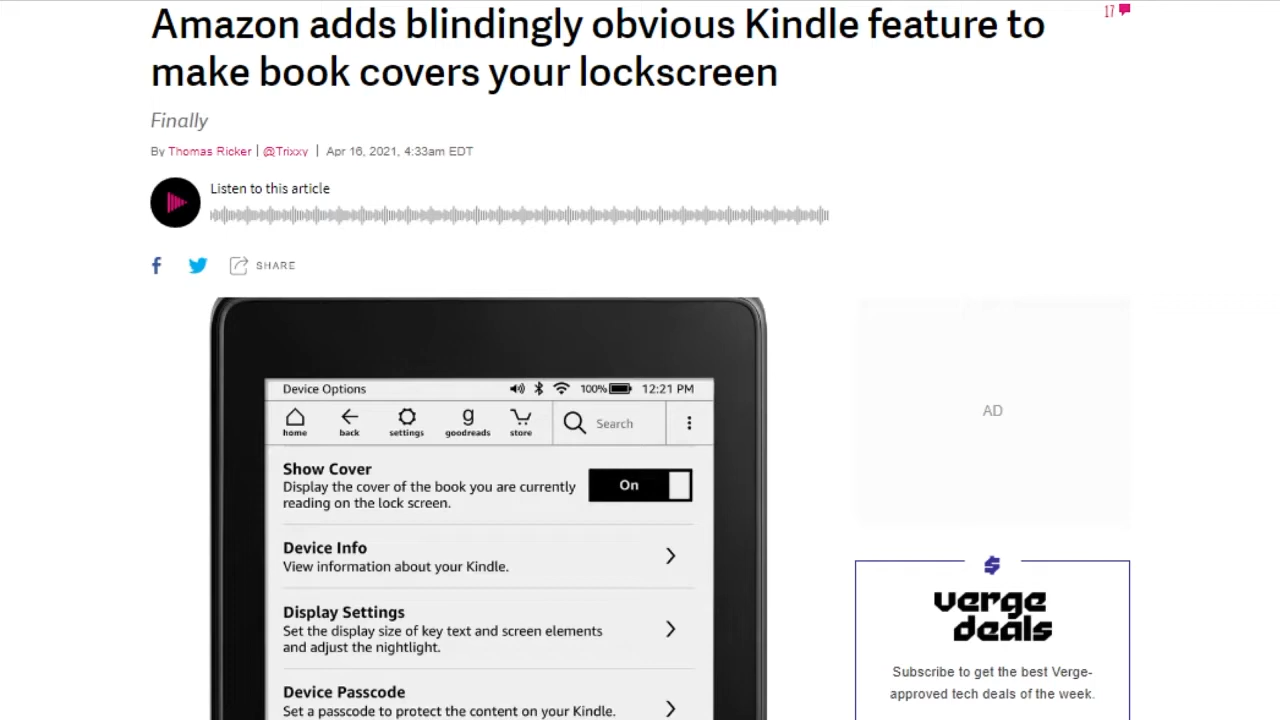 Amazon adds blindingly obvious Kindle feature to
make book covers your lockscreen
17
Finally
By Thomas Ricker | @Trixxy | Apr 16, 2021, 4:33am EDT
Listen to this article
SHARE
Device Options
100%
12:21 PM
home
back
settings
g
goodreads
store
Search
Show Cover
Display the cover of the book you are currently
reading on the lock screen.
On
Device Info
View information about your Kindle.
Display Settings
Set the display size of key text and screen elements
and adjust the nightlight.
Device Passcode
Set a passcode to protect the content on your Kindle.
AD
$
verge
deals
Subscribe to get the best Verge-
approved tech deals of the week.